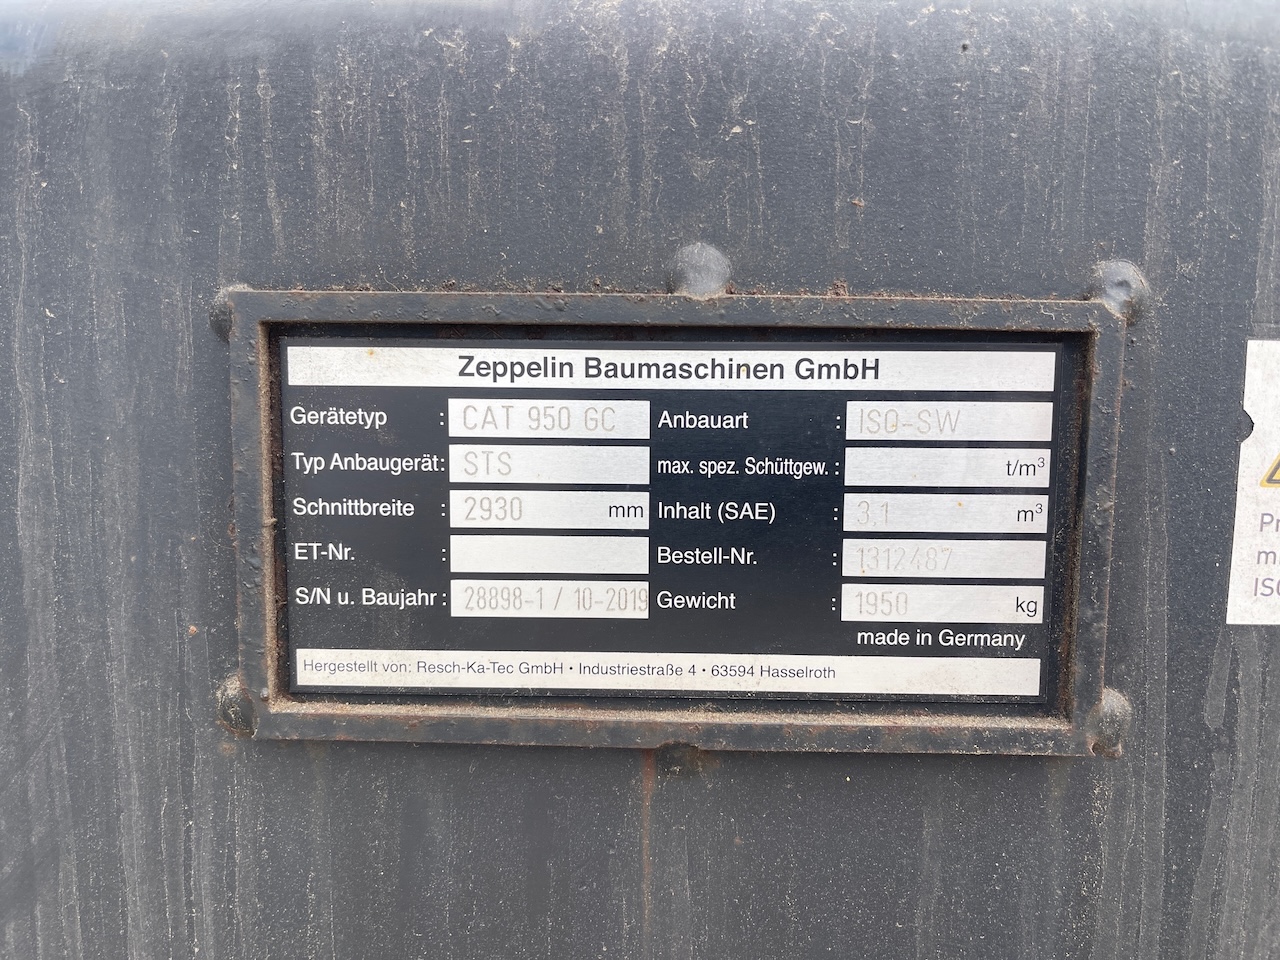 Zeppelin Baumaschinen GmbH
Gerätetyp : CAT 950 GC Anbauart : ISO-SW
Typ Anbaugerät: STS max. spez. Schüttgew. : t/m³
Schnittbreite : 2930 mm Inhalt (SAE) : 3,1 m³
ET-Nr. : Bestell-Nr. : 1312487
S/N u. Baujahr : 28898-1 / 10-2019 Gewicht : 1950 kg
made in Germany
Hergestellt von: Resch-Ka-Tec GmbH • Industriestraße 4 • 63594 Hasselroth